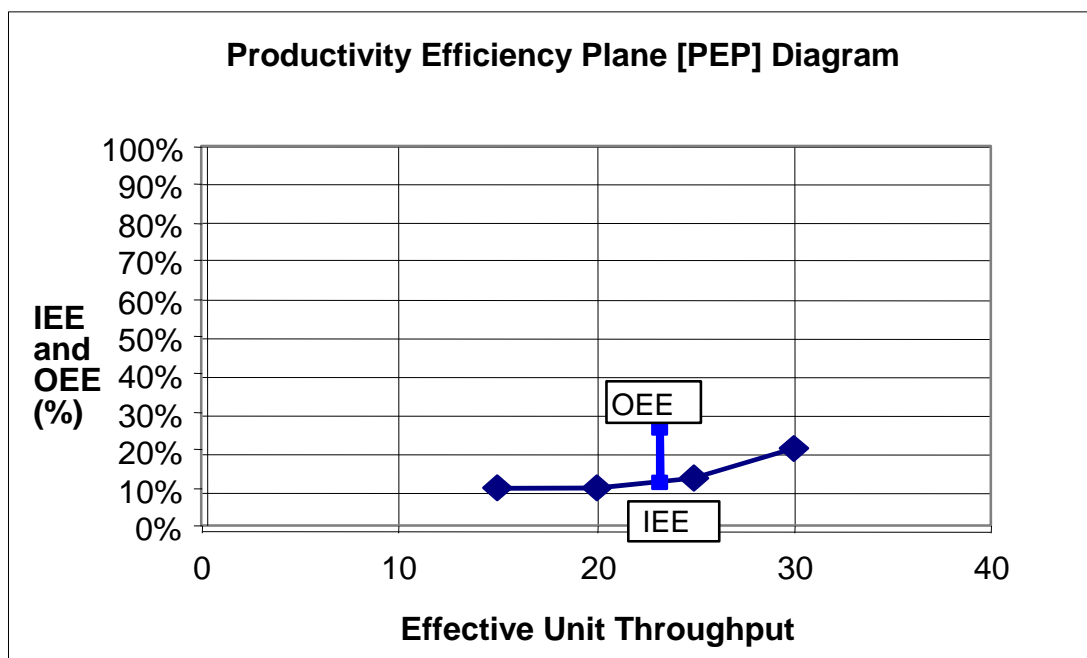 Productivity Efficiency Plane [PEP] Diagram
100%
90%
80%
70%
60%
50%
40%
30%
20%
10%
0%
IEE
and
OEE
(%)
OEE
IEE
0 10 20 30 40
Effective Unit Throughput